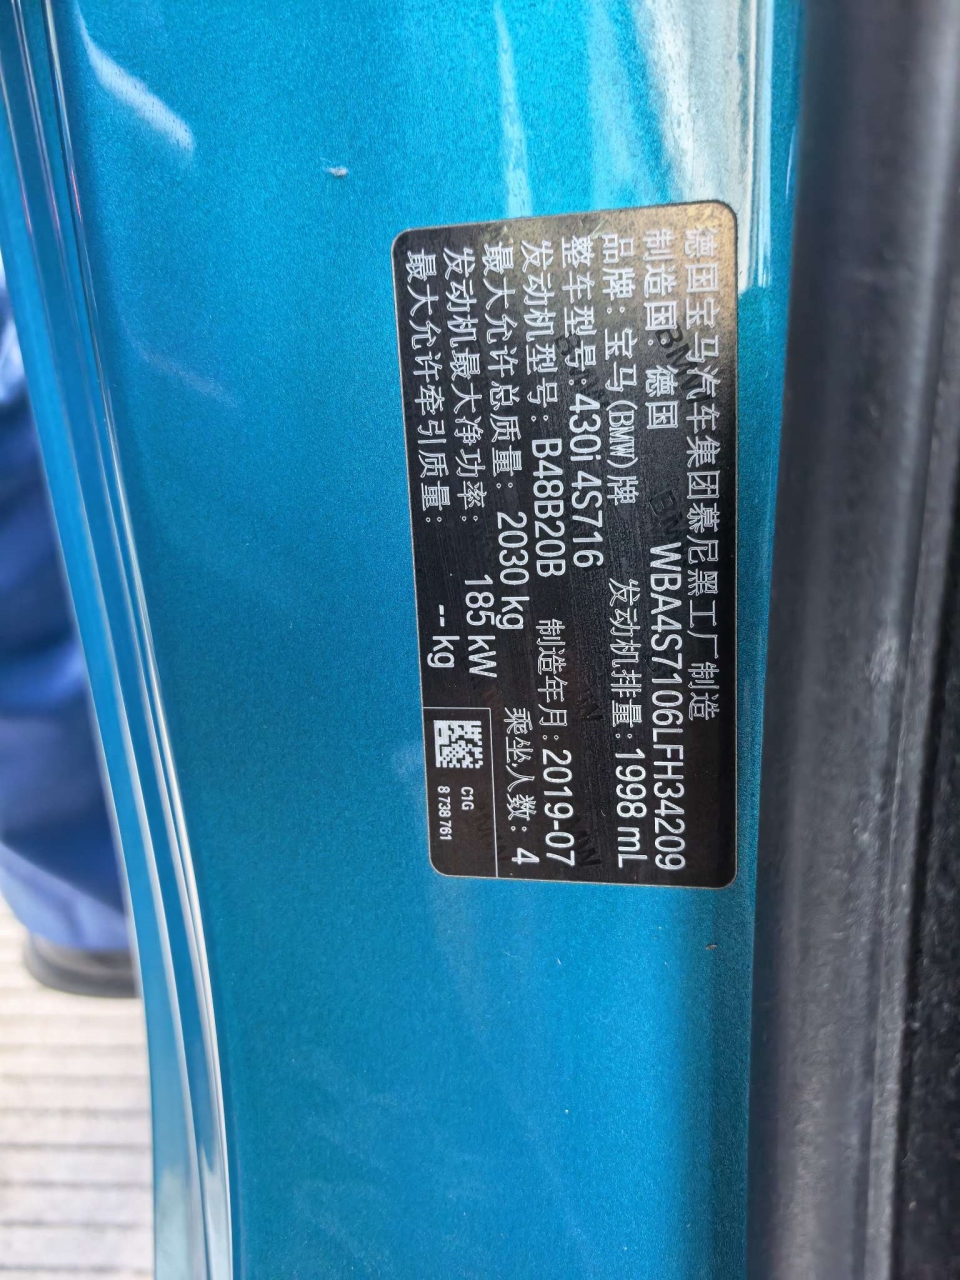 德国宝马汽车集团慕尼黑工厂制造
制造国：德国 WBA4S7106LFH34209
品牌：宝马(BMW)牌 发动机排量：1998 mL
整车型号：430i 4S716
发动机型号：B48B20B 制造年月：2019-07
最大允许总质量：2030 kg 乘坐人数：4
发动机最大净功率：185 kW
最大允许牵引质量：-- kg
C1G
8 738 761